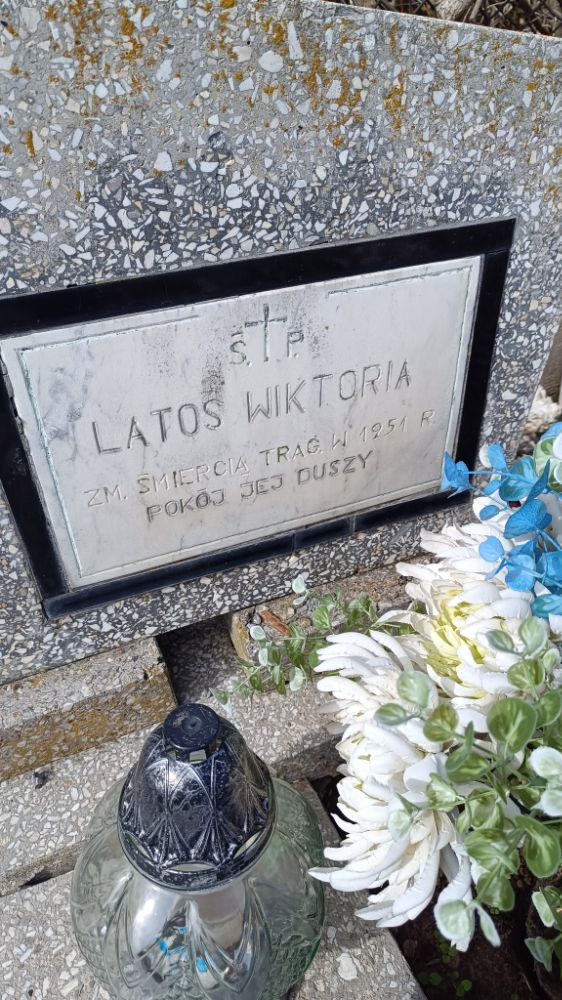 Ś. P.
LATOS WIKTORIA
ZM. ŚMIERCIĄ TRAG. W 1951 R.
POKÓJ JEJ DUSZY